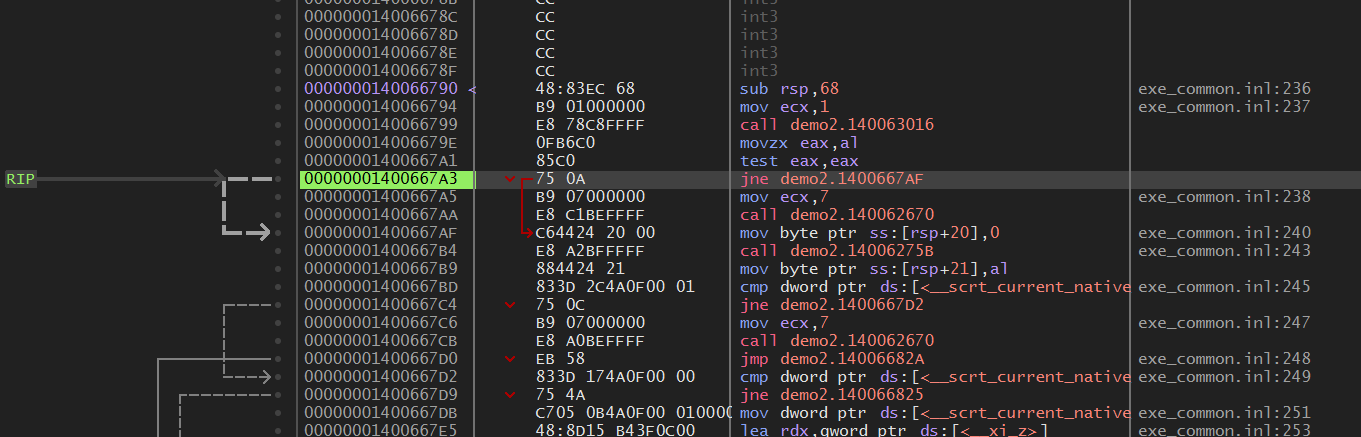 000000014006678B CC int3
000000014006678C CC int3
000000014006678D CC int3
000000014006678E CC int3
000000014006678F CC int3
0000000140066790 < 48:83EC 68 sub rsp,68 exe_common.inl:236
0000000140066794 B9 01000000 mov ecx,1 exe_common.inl:237
0000000140066799 E8 78C8FFFF call demo2.140063016
000000014006679E 0FB6C0 movzx eax,al
00000001400667A1 85C0 test eax,eax
RIP 00000001400667A3 75 0A jne demo2.1400667AF
00000001400667A5 B9 07000000 mov ecx,7 exe_common.inl:238
00000001400667AA E8 C1BEFFFF call demo2.140062670
00000001400667AF C64424 20 00 mov byte ptr ss:[rsp+20],0 exe_common.inl:240
00000001400667B4 E8 A2BEFFFF call demo2.14006275B exe_common.inl:243
00000001400667B9 884424 21 mov byte ptr ss:[rsp+21],al
00000001400667BD 833D 2C4A0F00 01 cmp dword ptr ds:[<__scrt_current_native exe_common.inl:245
00000001400667C4 75 0C jne demo2.1400667D2
00000001400667C6 B9 07000000 mov ecx,7 exe_common.inl:247
00000001400667CB E8 A0BEFFFF call demo2.140062670
00000001400667D0 EB 58 jmp demo2.14006682A exe_common.inl:248
00000001400667D2 833D 174A0F00 00 cmp dword ptr ds:[<__scrt_current_native exe_common.inl:249
00000001400667D9 75 4A jne demo2.140066825
00000001400667DB C705 0B4A0F00 01000 mov dword ptr ds:[<__scrt_current_native exe_common.inl:251
00000001400667E5 48:8D15 B43F0C00 lea rdx,qword ptr ds:[<__xi_z>] exe_common.inl:253